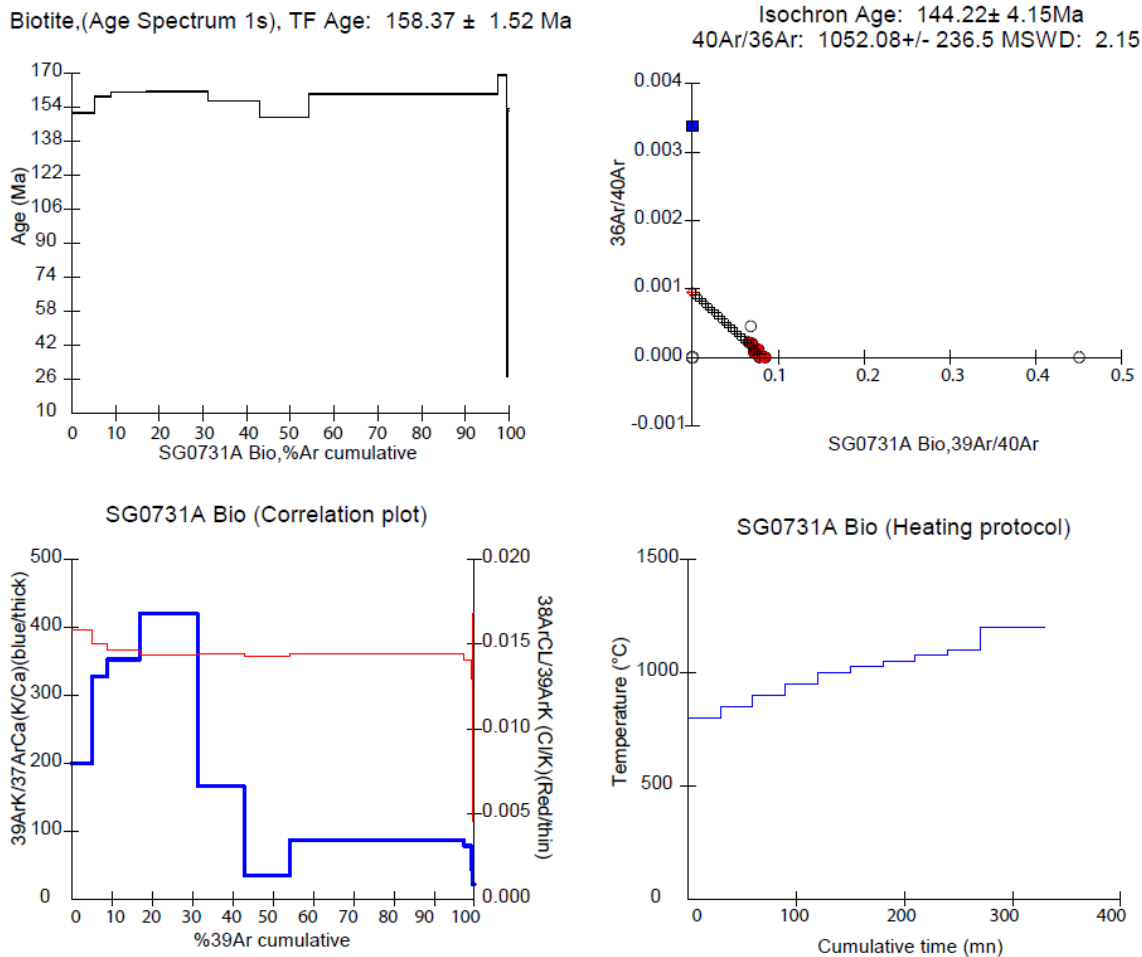 Biotite,(Age Spectrum 1s), TF Age: 158.37 ± 1.52 Ma
170
154
138
122
106
90
74
58
42
26
10
Age (Ma)
0 10 20 30 40 50 60 70 80 90 100
SG0731A Bio,%Ar cumulative
Isochron Age: 144.22± 4.15Ma
40Ar/36Ar: 1052.08+/- 236.5 MSWD: 2.15
0.004
0.003
0.002
0.001
0.000
-0.001
36Ar/40Ar
0.1 0.2 0.3 0.4 0.5
SG0731A Bio,39Ar/40Ar
SG0731A Bio (Correlation plot)
500
400
300
200
100
0
39ArK/37ArCa(K/Ca)(blue/thick)
0.020
0.015
0.010
0.005
0.000
38ArCL/39ArK (Cl/K)(Red/thin)
0 10 20 30 40 50 60 70 80 90 100
%39Ar cumulative
SG0731A Bio (Heating protocol)
1500
1000
500
0
Temperature (°C)
0 100 200 300 400
Cumulative time (mn)